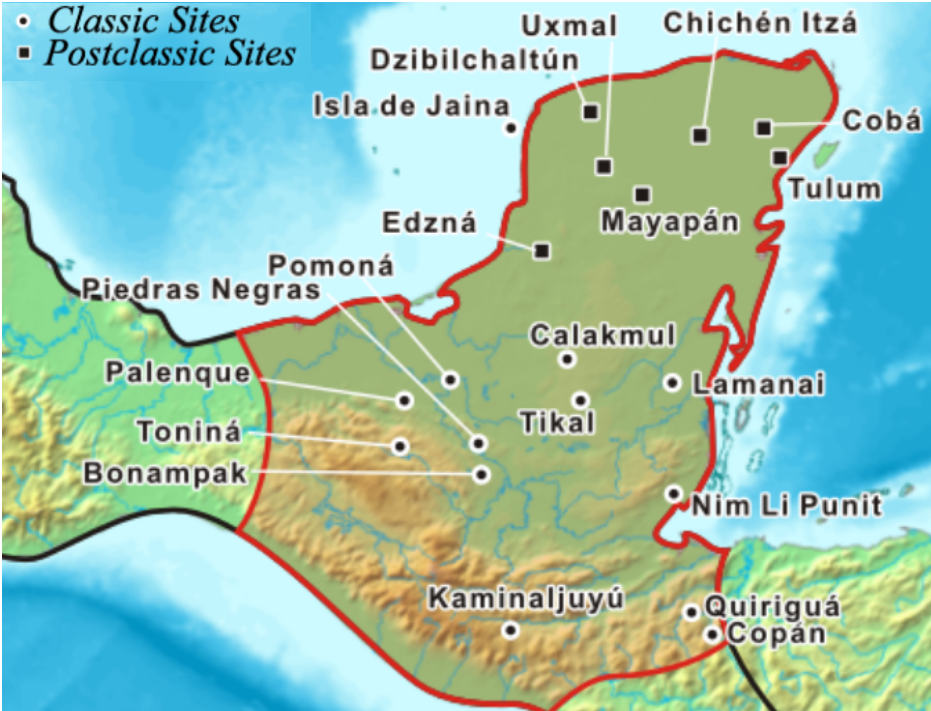 Classic Sites
Postclassic Sites
Uxmal
Chichén Itzá
Dzibilchaltún
Isla de Jaina
Cobá
Tulum
Mayapán
Edzná
Pomoná
Piedras Negras
Calakmul
Palenque
Lamanai
Tikal
Toniná
Bonampak
Nim Li Punit
Kaminaljuyú
Quiriguá
Copán